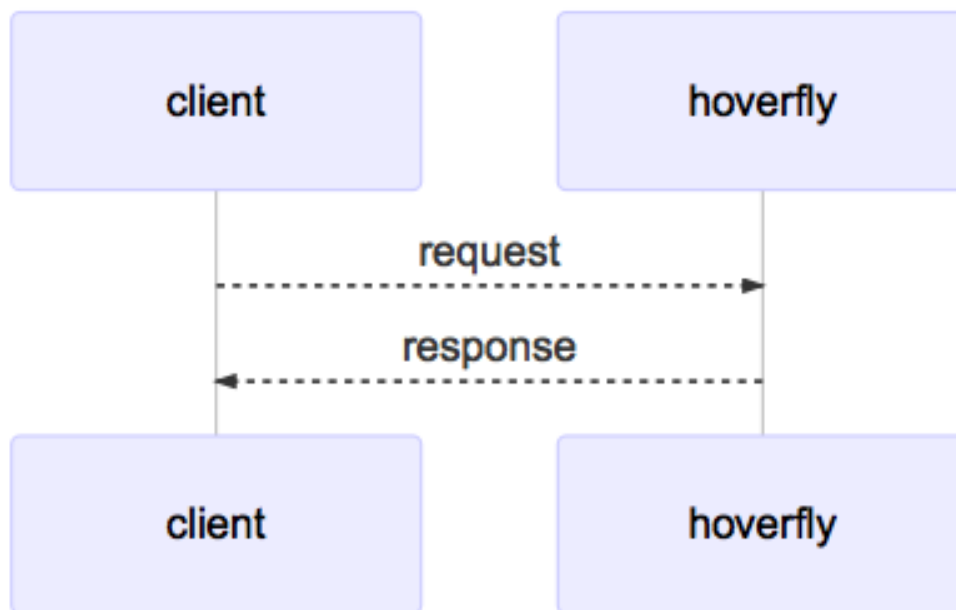 client
hoverfly
request
response
client
hoverfly